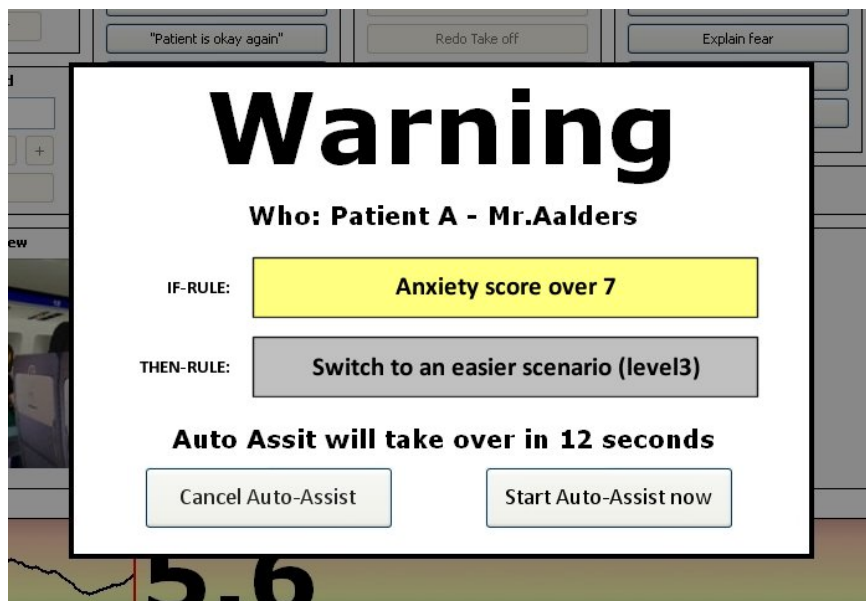 "Patient is okay again"
Redo Take off
Explain fear
+
Warning
Who: Patient A - Mr.Aalders
IF-RULE:
Anxiety score over 7
THEN-RULE:
Switch to an easier scenario (level3)
Auto Assit will take over in 12 seconds
Cancel Auto-Assist
Start Auto-Assist now
5.6